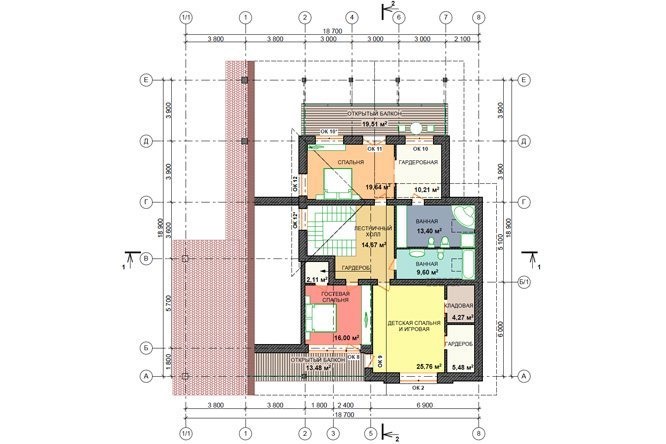 2
1/1 1 2 4 6 7 8
18 700
3 800 3 800 3 000 3 000 3 000 2 100
Е Е
3 900 3 900
ОТКРЫТЫЙ БАЛКОН
19,51 м²
Д Д
ОК 10* ОК 11 ОК 10
СПАЛЬНЯ ГАРДЕРОБНАЯ
3 900 3 900
ОК 12
19,64 м² 10,21 м²
Г Г
18 900 3 600 ОК 12* 5 100 18 900
ЛЕСТНИЧНЫЙ ХОЛЛ
14,67 м²
ВАННАЯ
13,40 м²
1 В 1
ГАРДЕРОБ
2,11 м²
ВАННАЯ
9,60 м²
Б/1
ГОСТЕВАЯ
СПАЛЬНЯ
КЛАДОВАЯ
4,27 м²
5 700 6 000
ДЕТСКАЯ СПАЛЬНЯ
И ИГРОВАЯ
16,00 м²
ГАРДЕРОБ
Б
ОК 8
ОТКРЫТЫЙ БАЛКОН
13,48 м²
ОК 9
25,76 м² 5,48 м²
1 800
А А
ОК 2
3 800 3 800 1 800 2 400 6 900
18 700
1/1 1 2 3 5 8
2